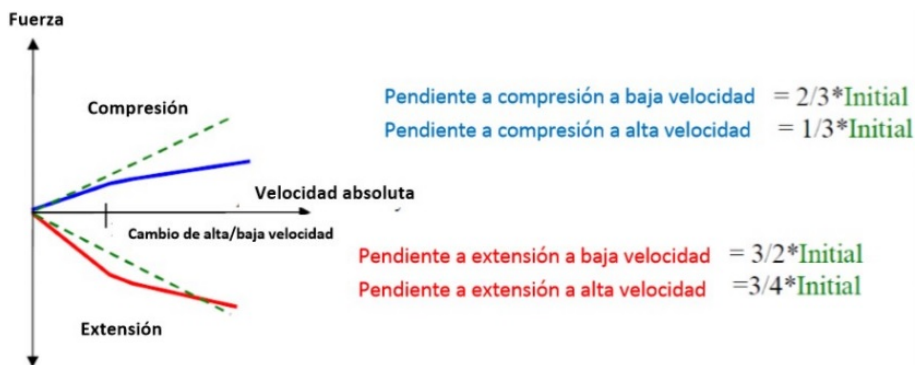 Fuerza
Compresión
Pendiente a compresión a baja velocidad = 2/3*Initial
Pendiente a compresión a alta velocidad = 1/3*Initial
Velocidad absoluta
Cambio de alta/baja velocidad
Pendiente a extensión a baja velocidad = 3/2*Initial
Pendiente a extensión a alta velocidad =3/4*Initial
Extensión